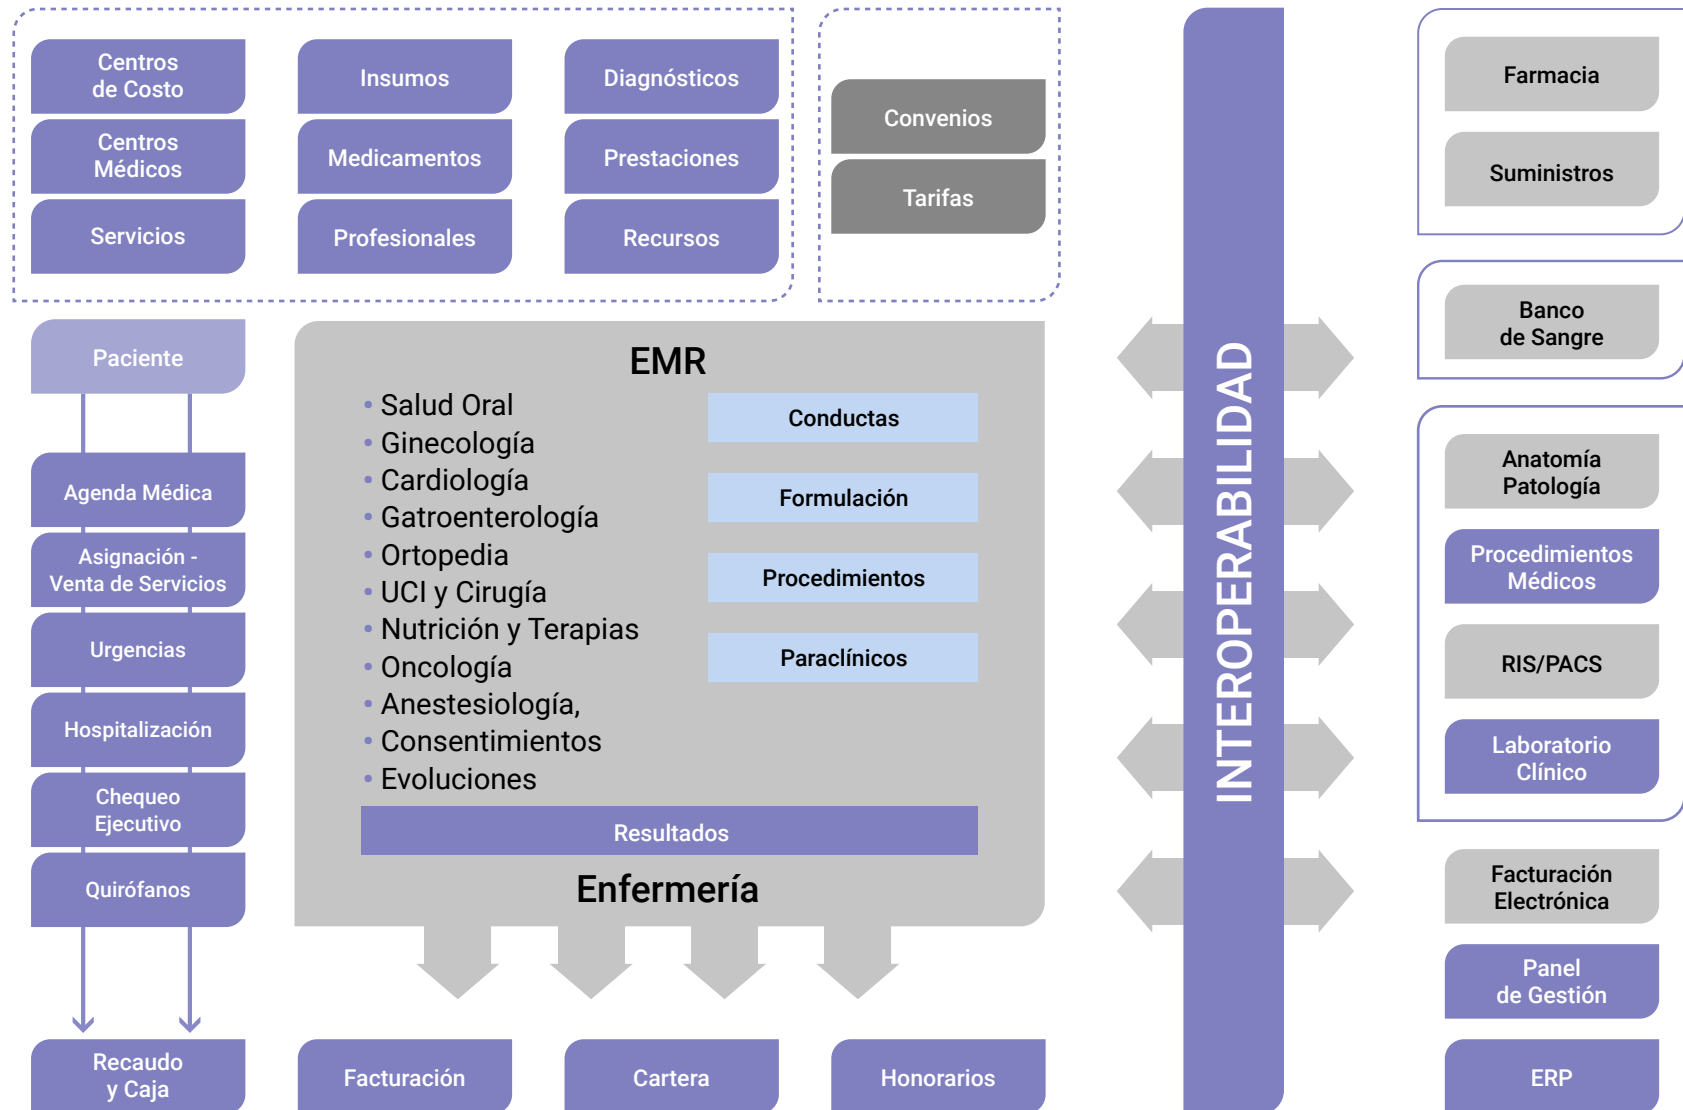 Centros
de Costo
Insumos
Diagnósticos
Centros
Médicos
Medicamentos
Prestaciones
Servicios
Profesionales
Recursos
Convenios
Tarifas
Paciente
Agenda Médica
Asignación -
Venta de Servicios
Urgencias
Hospitalización
Chequeo
Ejecutivo
Quirófanos
Recaudo
y Caja
EMR
• Salud Oral
• Ginecología
• Cardiología
• Gatroenterología
• Ortopedia
• UCI y Cirugía
• Nutrición y Terapias
• Oncología
• Anestesiología,
• Consentimientos
• Evoluciones
Conductas
Formulación
Procedimientos
Paraclínicos
Resultados
Enfermería
Facturación
Cartera
Honorarios
INTEROPERABILIDAD
Farmacia
Suministros
Banco
de Sangre
Anatomía
Patología
Procedimientos
Médicos
RIS/PACS
Laboratorio
Clínico
Facturación
Electrónica
Panel
de Gestión
ERP